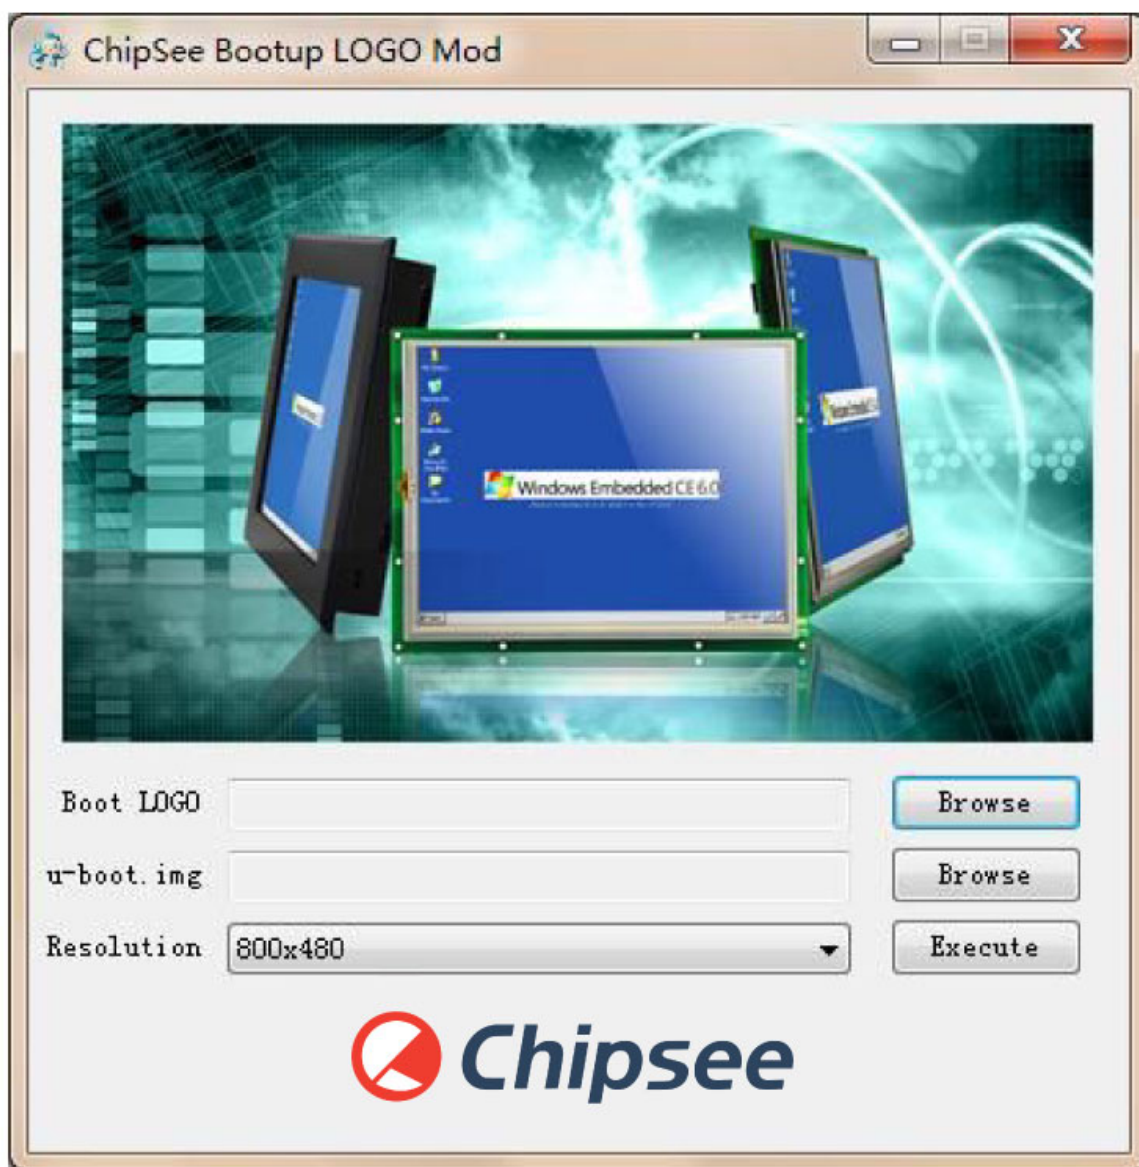 ChipSee Bootup LOGO Mod
Windows Embedded CE 6.0
Boot LOGO
Browse
u-boot.img
Browse
Resolution
800x480
Execute
Chipsee